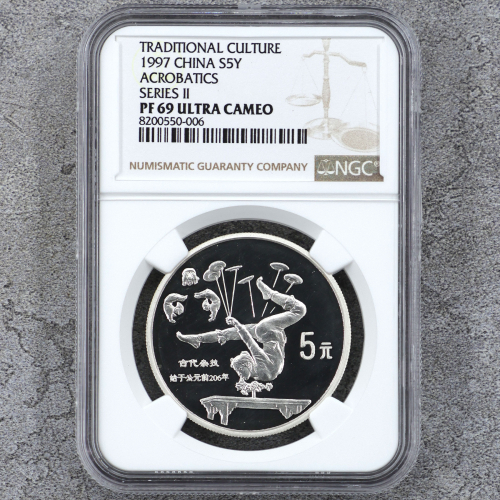 TRADITIONAL CULTURE
1997 CHINA S5Y
ACROBATICS
SERIES II
PF 69 ULTRA CAMEO
8200550-006
NUMISMATIC GUARANTY COMPANY
NGC
5元
古代杂技
始于公元前206年